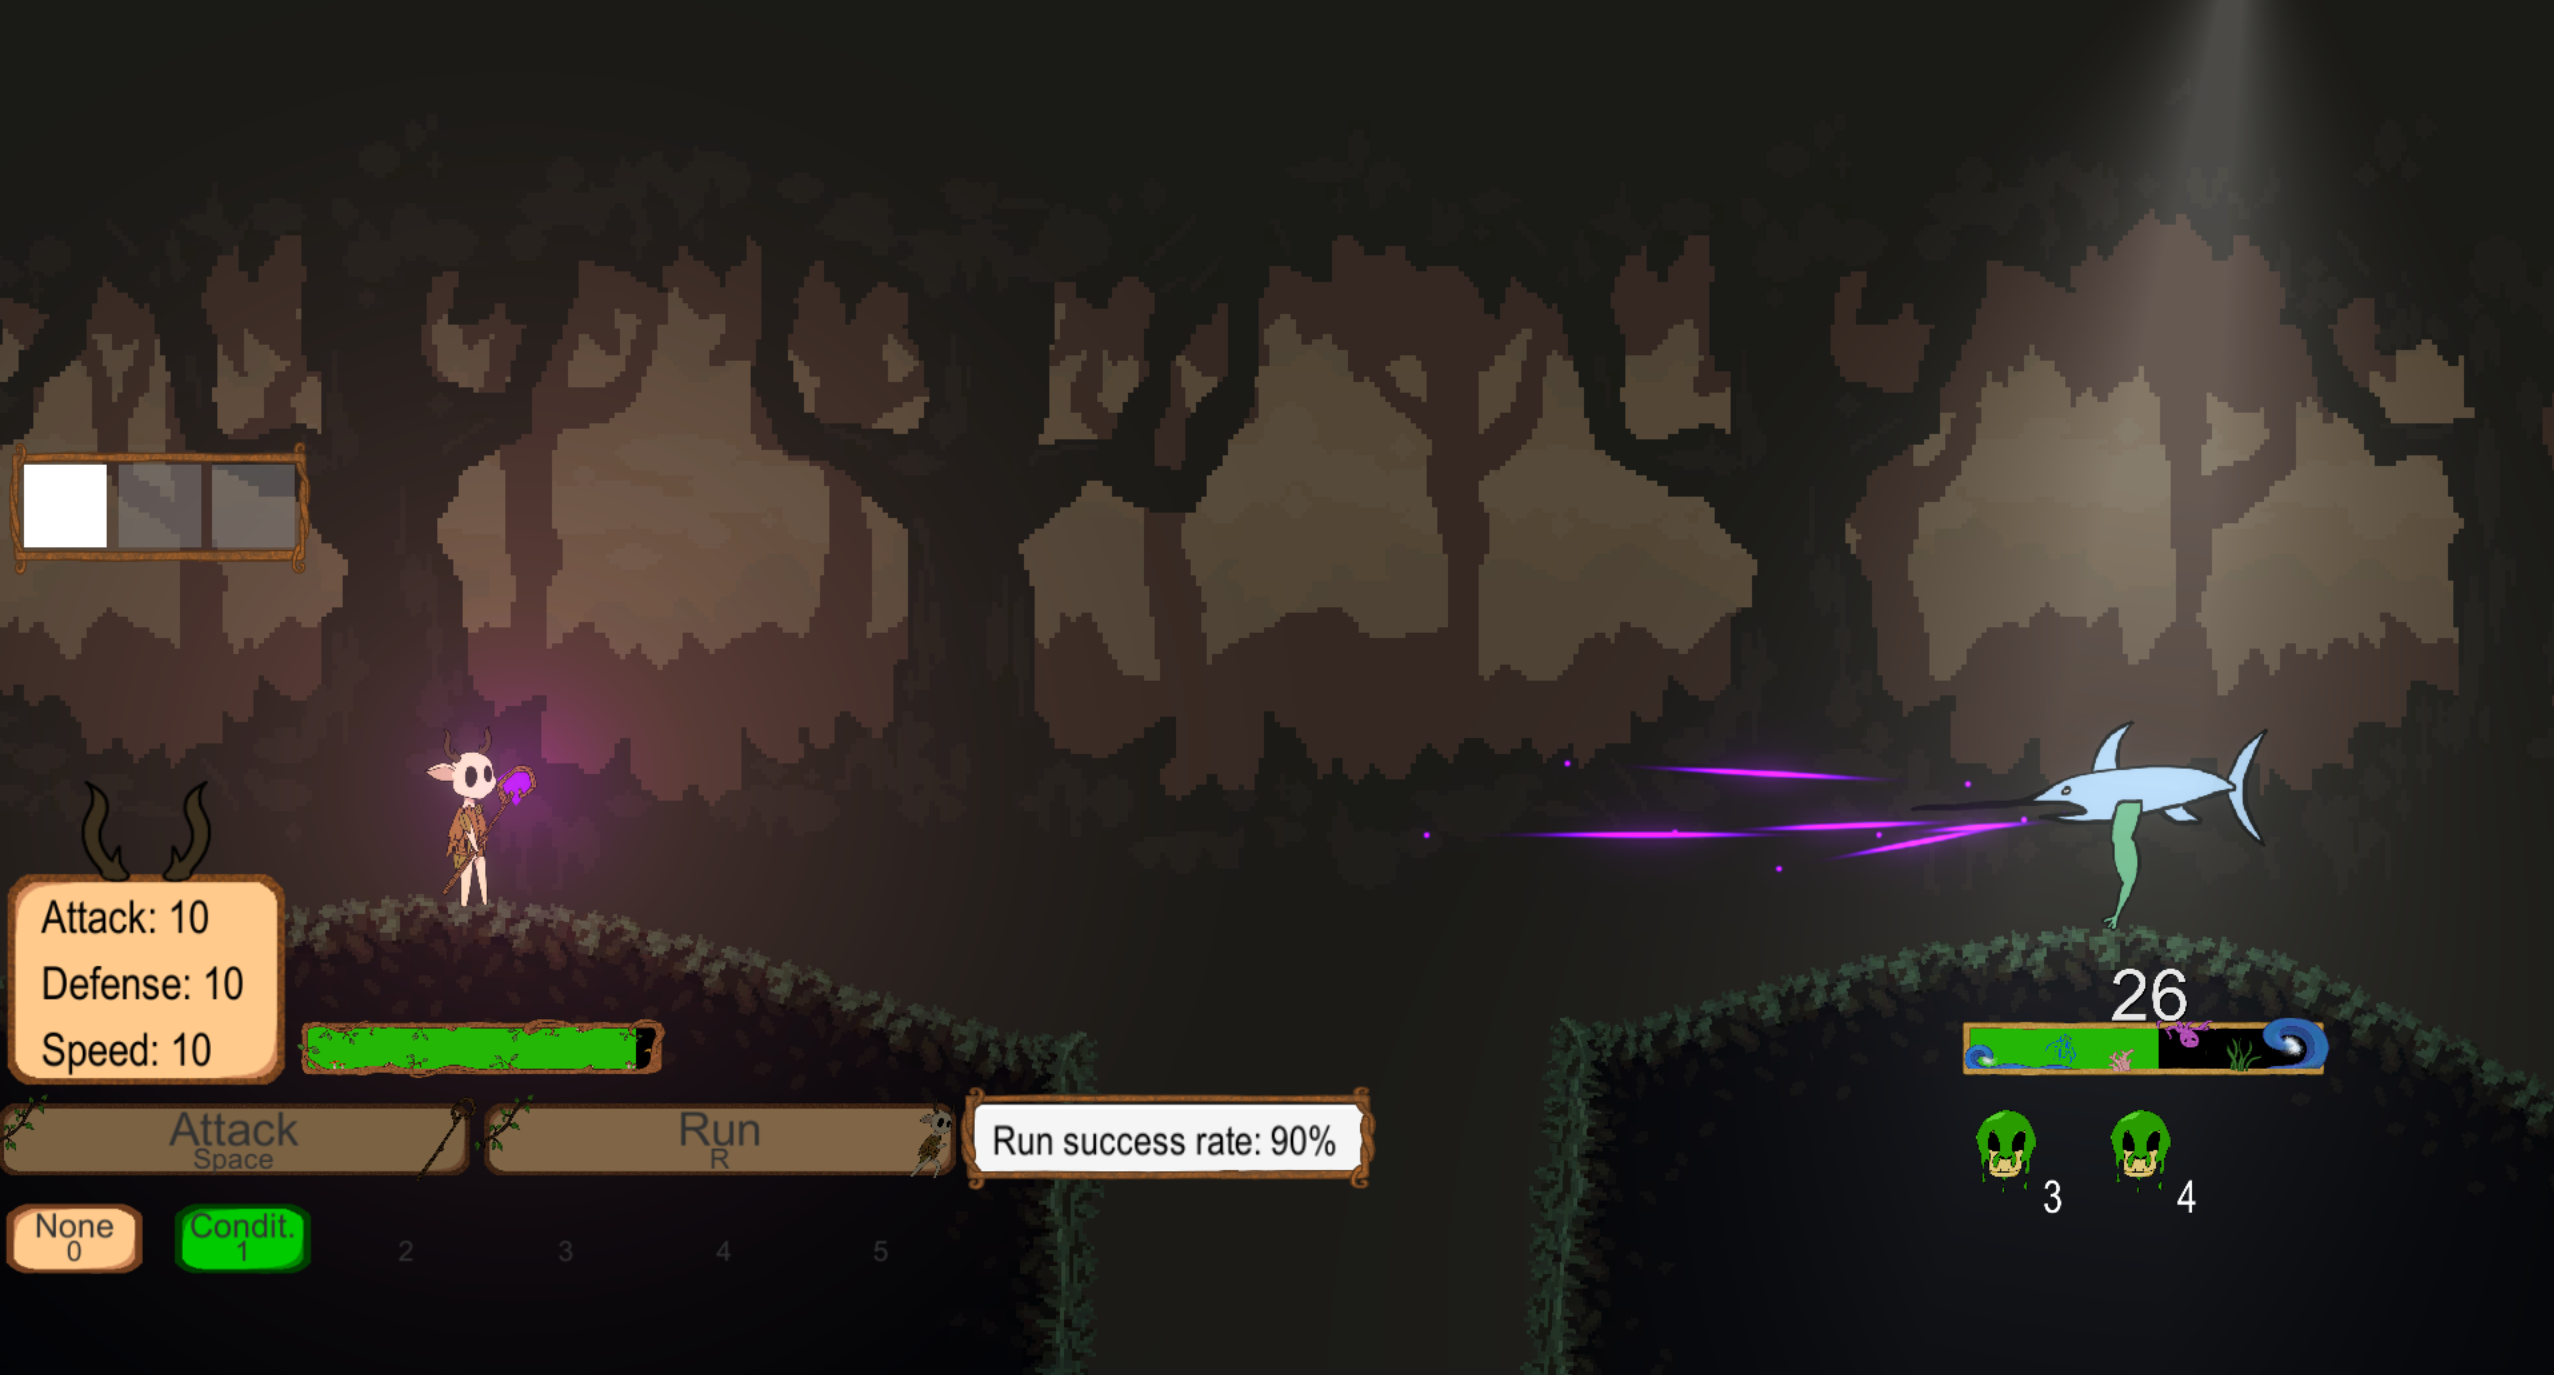 Attack: 10
Defense: 10
Speed: 10
26
Attack
Space
Run
R
Run success rate: 90%
3
4
None
0
Condit.
1
2
3
4
5